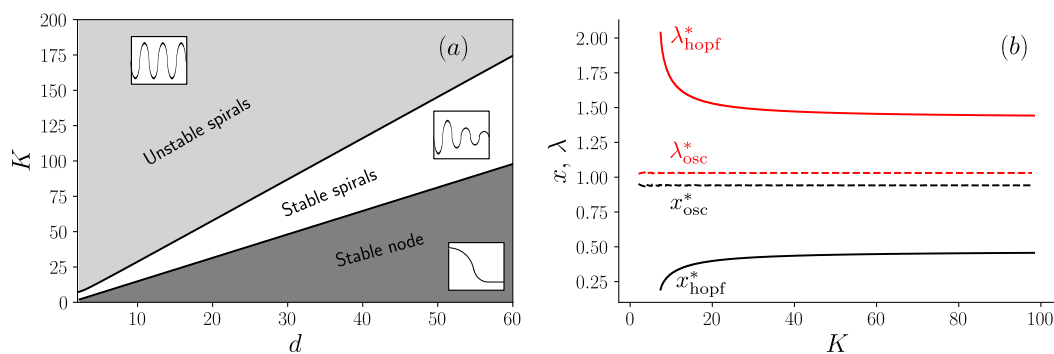 (a)
200
175
150
125
100
75
50
25
0
K
Unstable spirals
Stable spirals
Stable node
10
20
30
40
50
60
d
(b)
2.00
1.75
1.50
1.25
1.00
0.75
0.50
0.25
x, λ
λ*hopf
λ*osc
x*osc
x*hopf
0
20
40
60
80
100
K